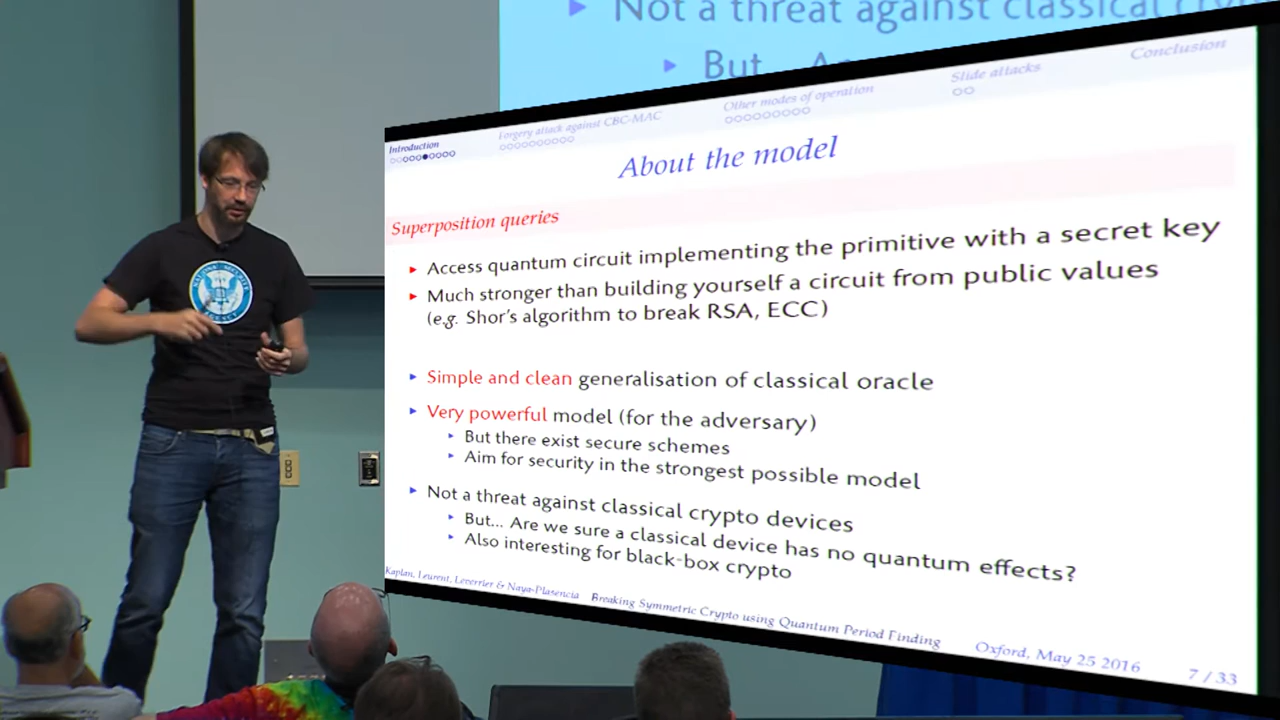 Not a threat against classical
But
Introduction
Forgery attack against CBC-MAC
Other modes of operation
Slide attacks
Conclusion
About the model
Superposition queries
▸ Access quantum circuit implementing the primitive with a secret key
▸ Much stronger than building yourself a circuit from public values
(e.g. Shor's algorithm to break RSA, ECC)
▸ Simple and clean generalisation of classical oracle
▸ Very powerful model (for the adversary)
▸ But there exist secure schemes
▸ Aim for security in the strongest possible model
▸ Not a threat against classical crypto devices
▸ But... Are we sure a classical device has no quantum effects?
▸ Also interesting for black-box crypto
Kaplan, Leurent, Leverrier & Naya-Plasencia
Breaking Symmetric Crypto using Quantum Period Finding
Oxford, May 25 2016
7 / 33